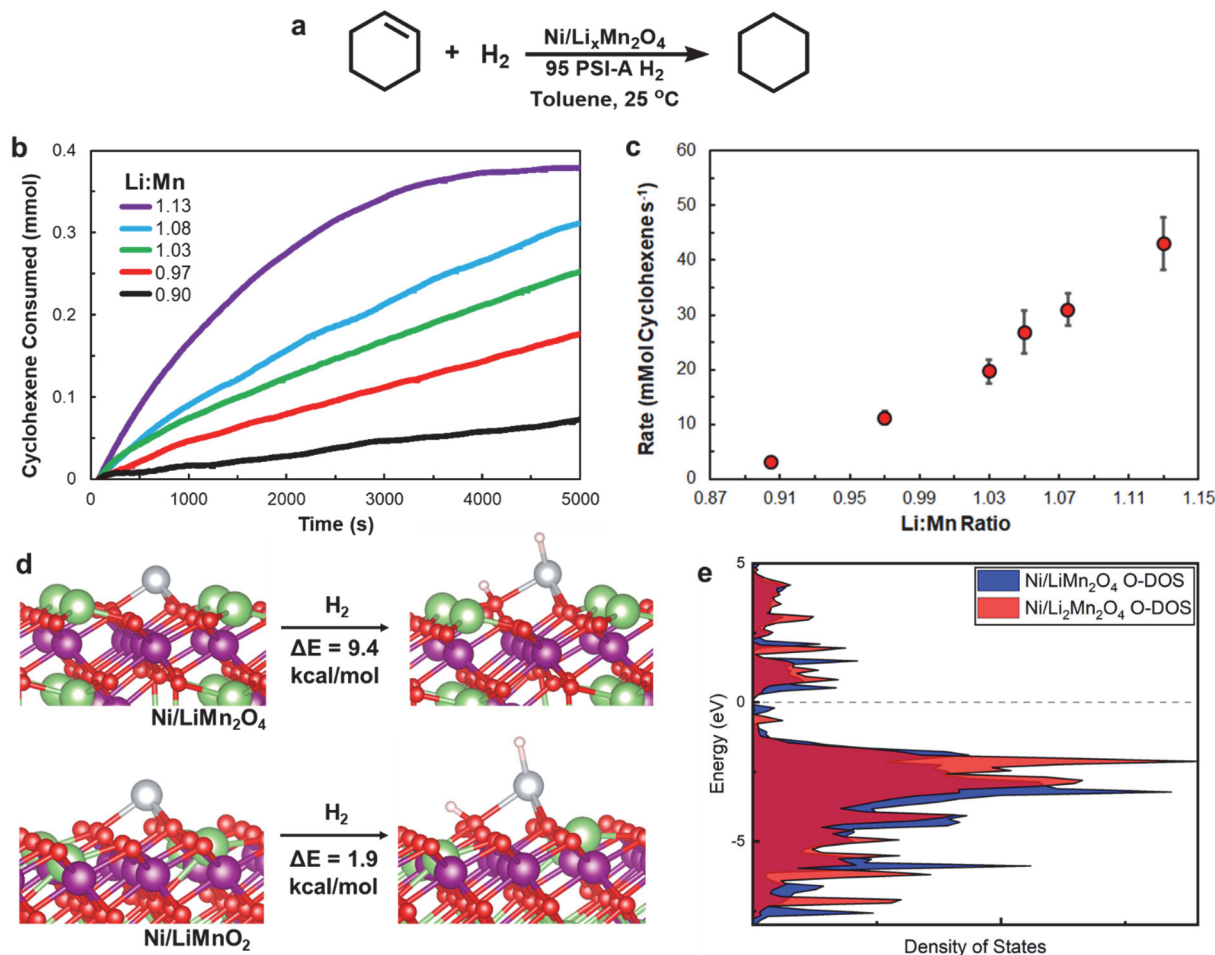 a
+ H₂
Ni/LiₓMn₂O₄
95 PSI-A H₂
Toluene, 25 °C
b
Cyclohexene Consumed (mmol)
0.4
0.3
0.2
0.1
0
Li:Mn
1.13
1.08
1.03
0.97
0.90
0 1000 2000 3000 4000 5000
Time (s)
c
Rate (mMol Cyclohexene s⁻¹)
60
50
40
30
20
10
0
0.87 0.91 0.95 0.99 1.03 1.07 1.11 1.15
Li:Mn Ratio
d
H₂
ΔE = 9.4
kcal/mol
Ni/LiMn₂O₄
H₂
ΔE = 1.9
kcal/mol
Ni/LiMnO₂
e
Ni/LiMn₂O₄ O-DOS
Ni/Li₂Mn₂O₄ O-DOS
Energy (eV)
5
0
-5
Density of States